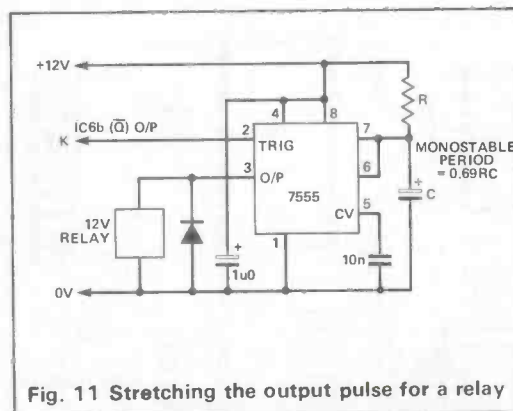 +12V
R
4
8
iC6b (Q̅) O/P
K
2
7
MONOSTABLE
PERIOD
= 0.69RC
TRIG
3
6
O/P
7555
C
12V
RELAY
5
CV
1
1u0
10n
0V
Fig. 11 Stretching the output pulse for a relay